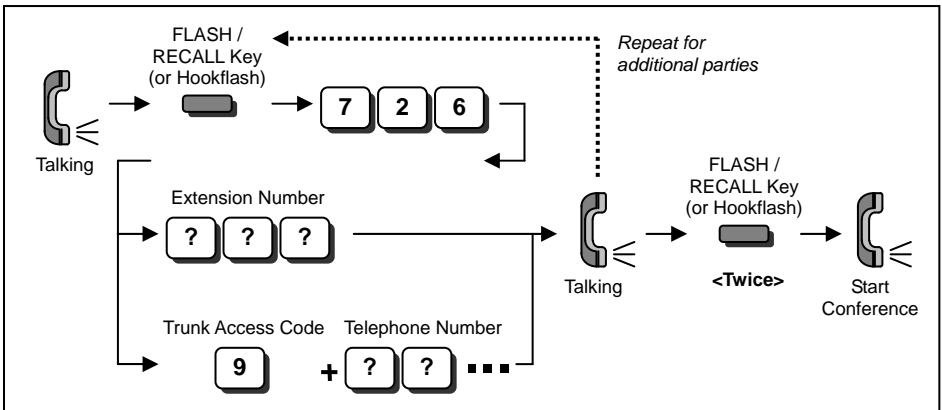 FLASH /
RECALL Key
(or Hookflash)
Repeat for
additional parties
7 2 6
Talking
Extension Number
? ? ?
Trunk Access Code
9
+
Telephone Number
? ?
Talking
FLASH /
RECALL Key
(or Hookflash)
<Twice>
Start
Conference